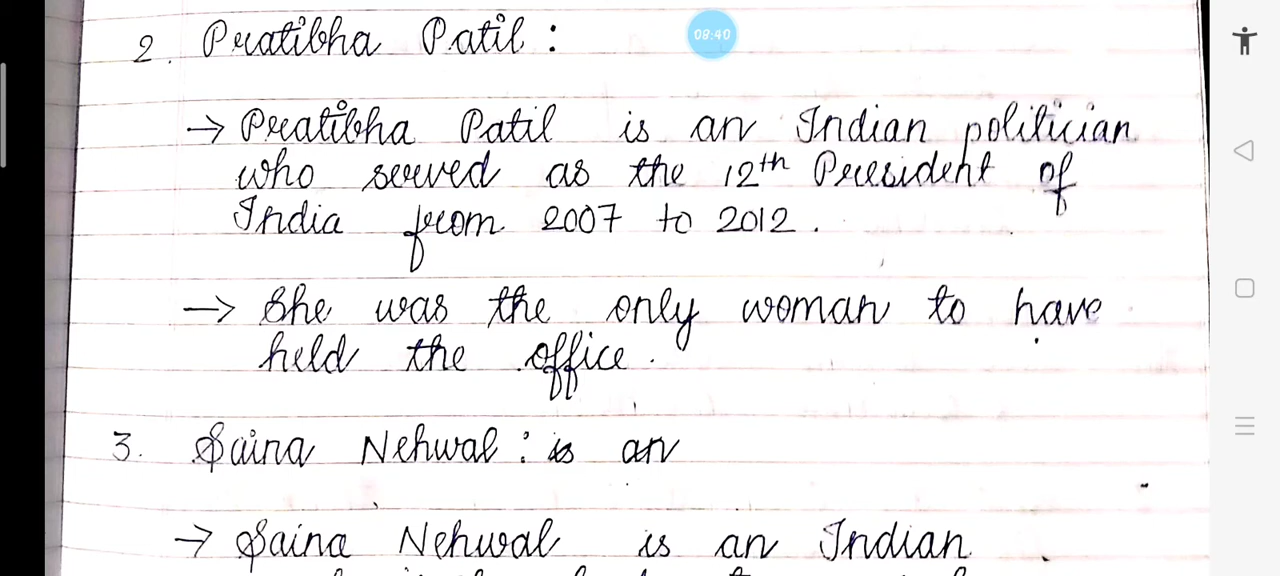 08:40
2. Pratibha Patil :
→ Pratibha Patil is an Indian politician
who served as the 12th President of
India from 2007 to 2012.
→ She was the only woman to have
held the office.
3. Saina Nehwal : is an
→ Saina Nehwal is an Indian